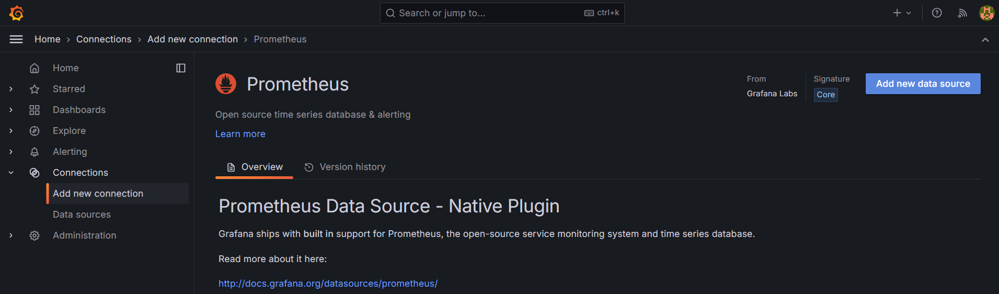 Search or jump to... ctrl+k
Home › Connections › Add new connection › Prometheus
Home
Starred
Dashboards
Explore
Alerting
Connections
Add new connection
Data sources
Administration
Prometheus
From
Grafana Labs
Signature
Core
Add new data source
Open source time series database & alerting
Learn more
Overview Version history
Prometheus Data Source - Native Plugin
Grafana ships with built in support for Prometheus, the open-source service monitoring system and time series database.
Read more about it here:
http://docs.grafana.org/datasources/prometheus/